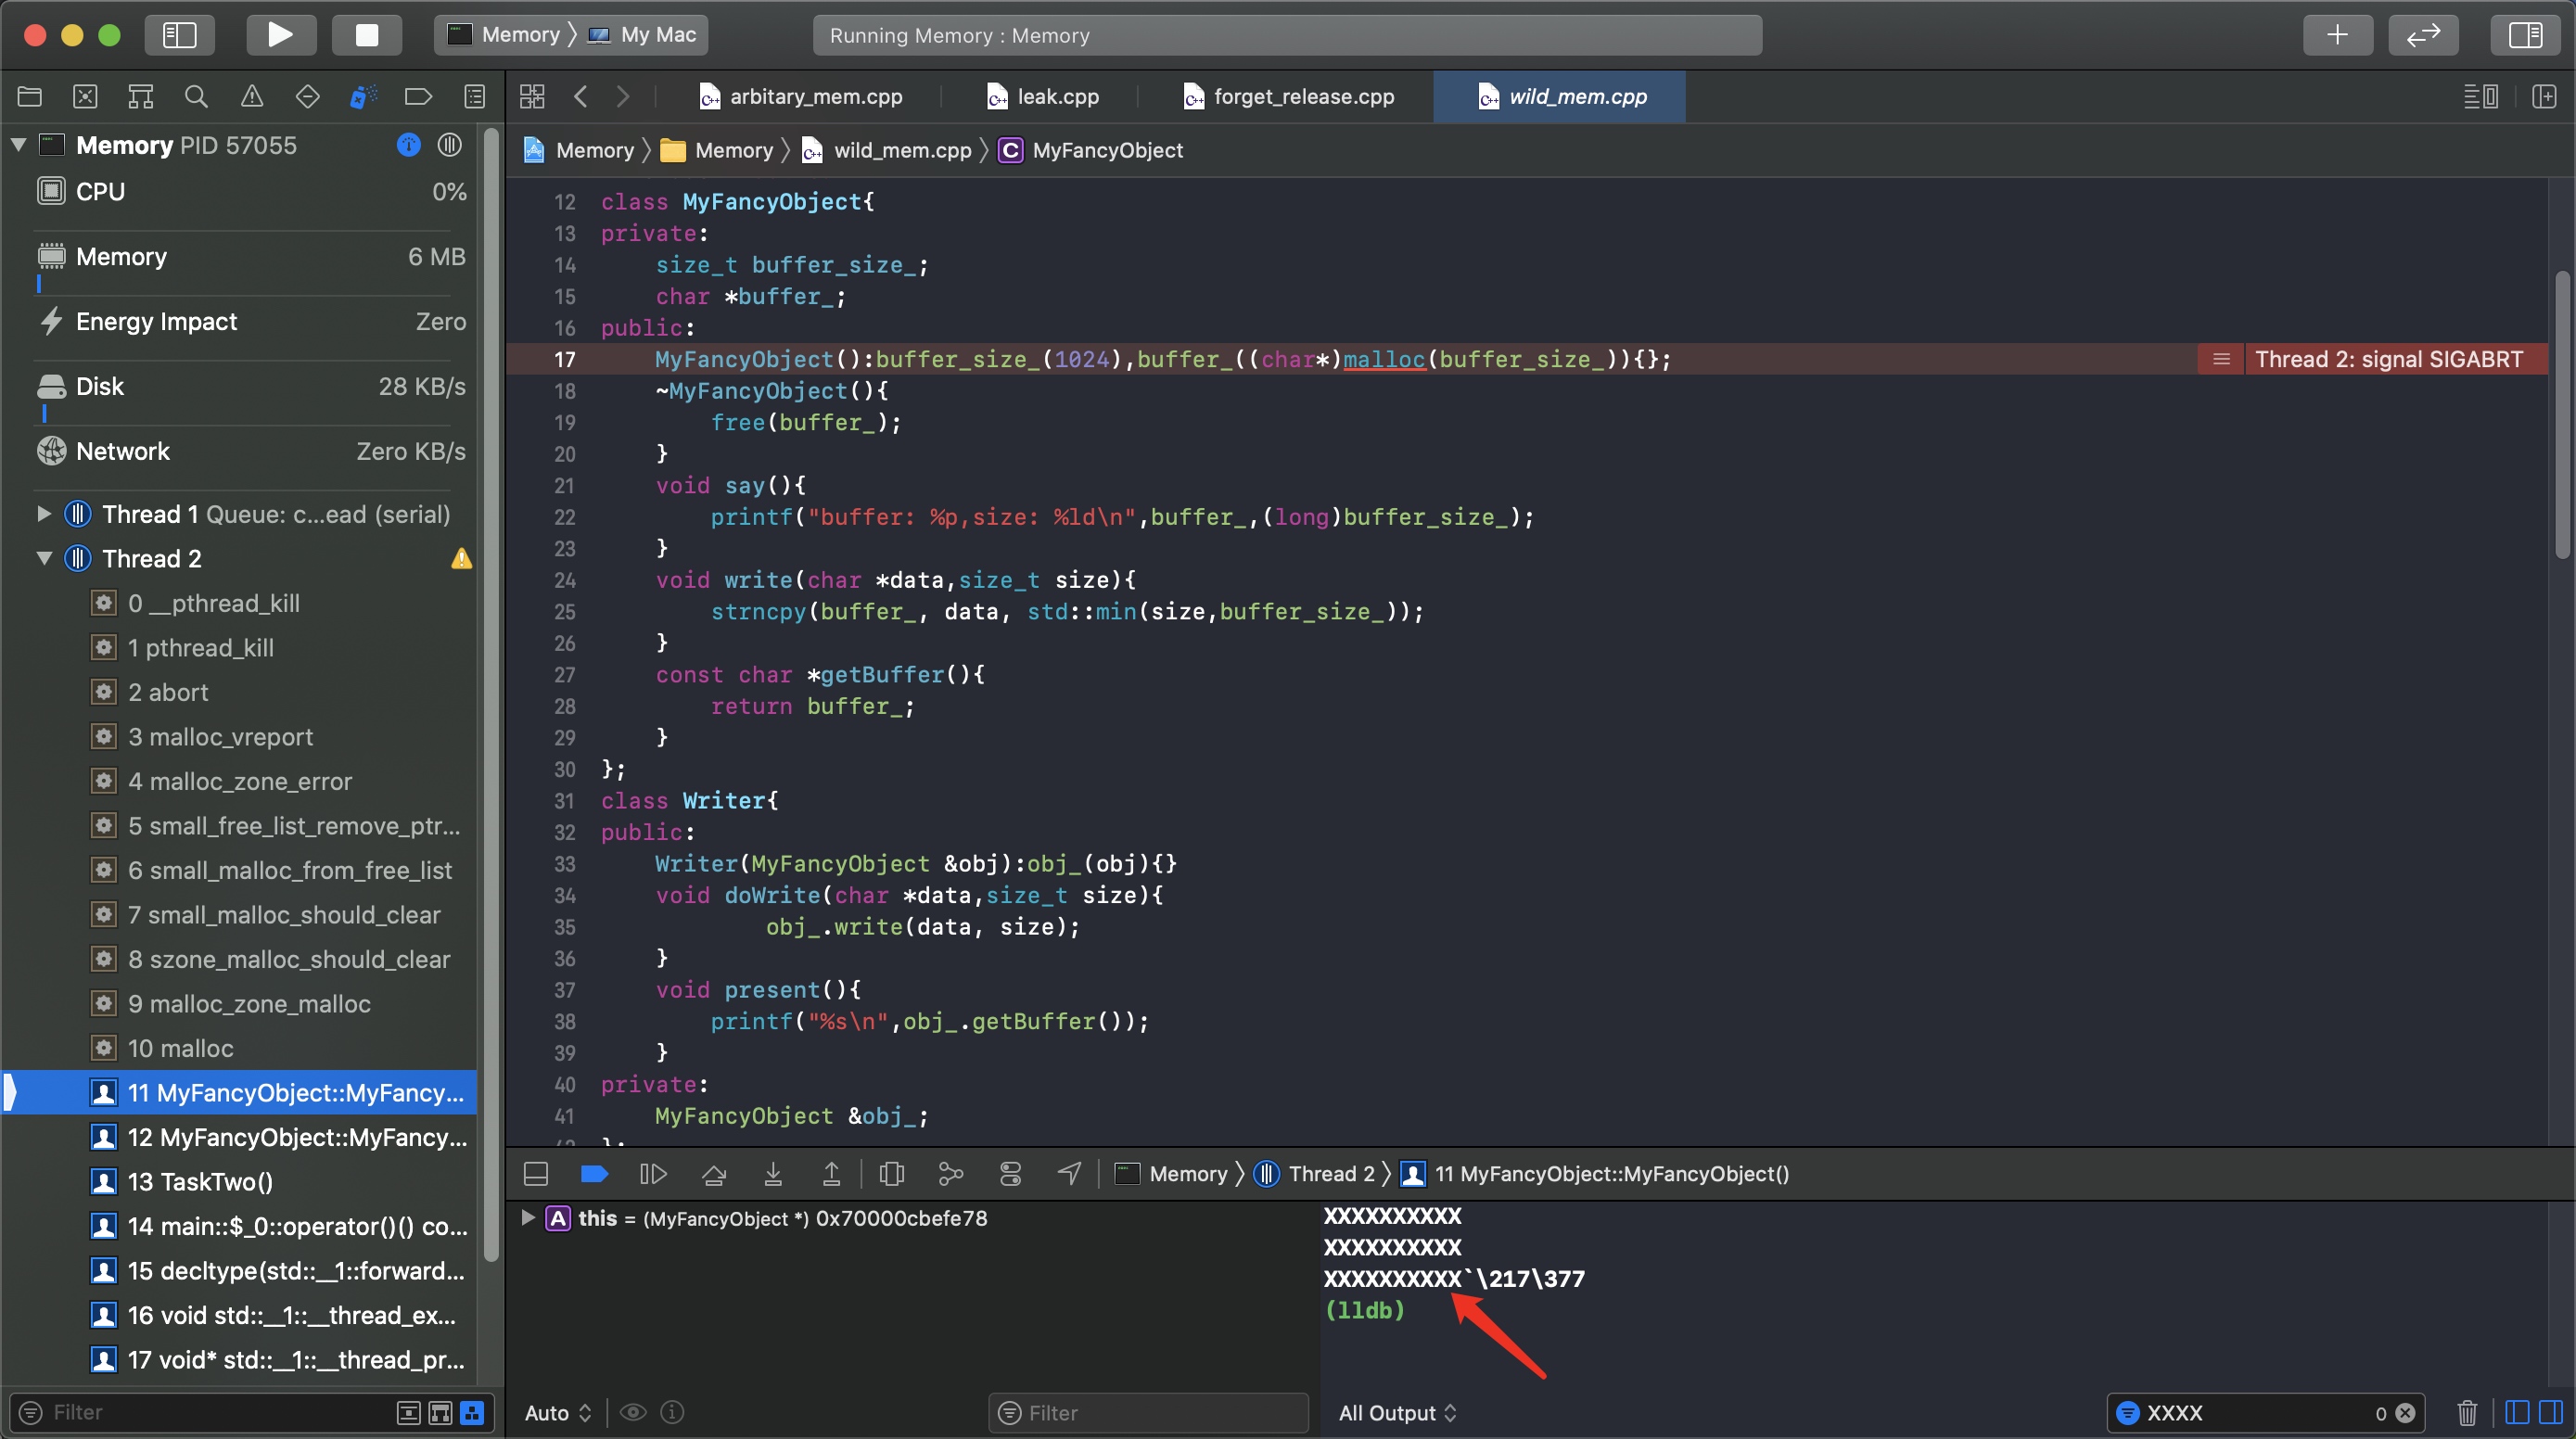 Memory 〉 My Mac
Running Memory : Memory
arbitary_mem.cpp
leak.cpp
forget_release.cpp
wild_mem.cpp
Memory PID 57055
CPU 0%
Memory 6 MB
Energy Impact Zero
Disk 28 KB/s
Network Zero KB/s
Thread 1 Queue: c...ead (serial)
Thread 2
0 __pthread_kill
1 pthread_kill
2 abort
3 malloc_vreport
4 malloc_zone_error
5 small_free_list_remove_ptr...
6 small_malloc_from_free_list
7 small_malloc_should_clear
8 szone_malloc_should_clear
9 malloc_zone_malloc
10 malloc
11 MyFancyObject::MyFancy...
12 MyFancyObject::MyFancy...
13 TaskTwo()
14 main::$_0::operator()() co...
15 decltype(std::__1::forward...
16 void std::__1::__thread_ex...
17 void* std::__1::__thread_pr...
Filter
Memory 〉 Memory 〉 wild_mem.cpp 〉 C MyFancyObject
12 class MyFancyObject{
13 private:
14     size_t buffer_size_;
15     char *buffer_;
16 public:
17     MyFancyObject():buffer_size_(1024),buffer_((char*)malloc(buffer_size_)){}; Thread 2: signal SIGABRT
18     ~MyFancyObject(){
19         free(buffer_);
20     }
21     void say(){
22         printf("buffer: %p,size: %ld\n",buffer_,(long)buffer_size_);
23     }
24     void write(char *data,size_t size){
25         strncpy(buffer_, data, std::min(size,buffer_size_));
26     }
27     const char *getBuffer(){
28         return buffer_;
29     }
30 };
31 class Writer{
32 public:
33     Writer(MyFancyObject &obj):obj_(obj){}
34     void doWrite(char *data,size_t size){
35             obj_.write(data, size);
36     }
37     void present(){
38         printf("%s\n",obj_.getBuffer());
39     }
40 private:
41     MyFancyObject &obj_;
42 };
Memory 〉 Thread 2 〉 11 MyFancyObject::MyFancyObject()
A this = (MyFancyObject *) 0x70000cbefe78
XXXXXXXXXX
XXXXXXXXXX
XXXXXXXXXX`\217\377
(lldb)
Auto
Filter
All Output
XXXX 0